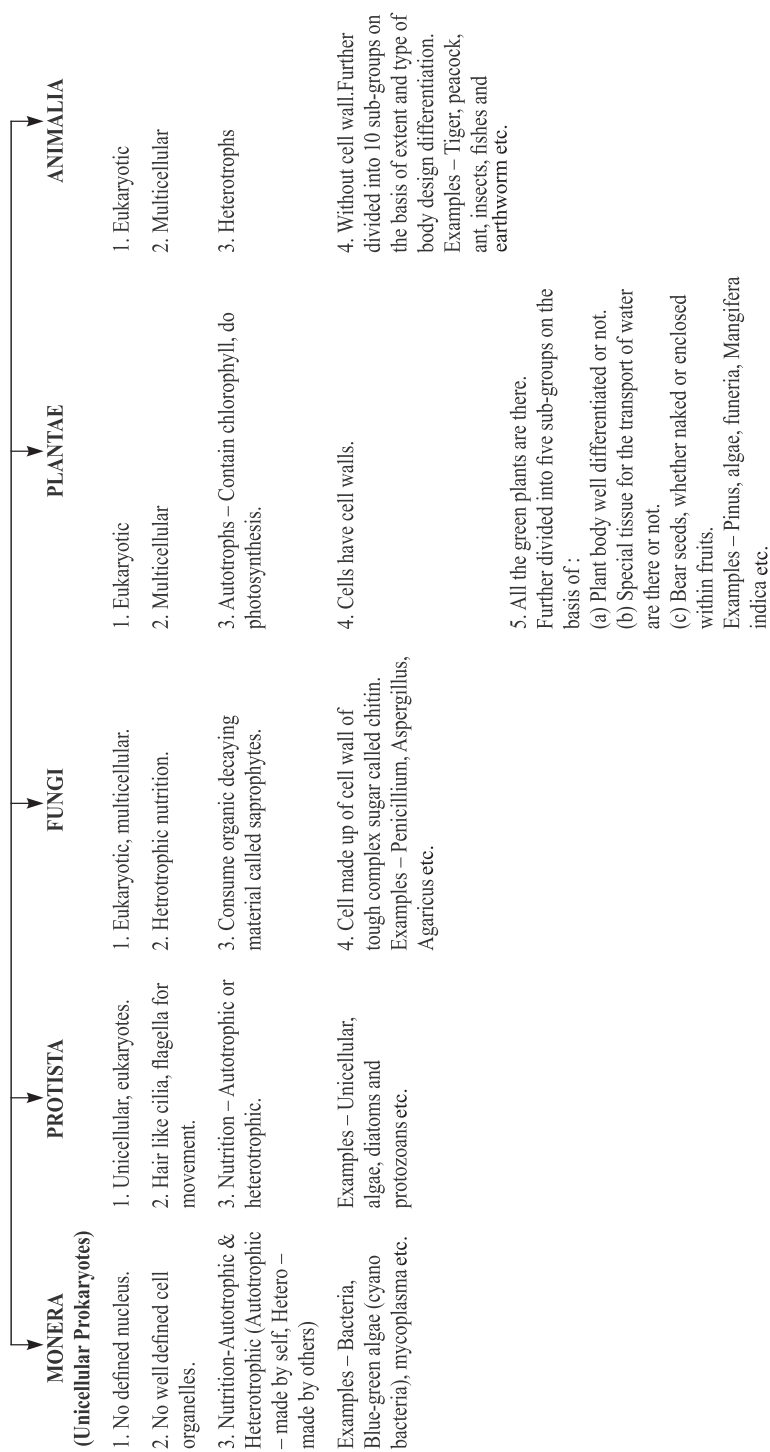 MONERA
(Unicellular Prokaryotes)
1. No defined nucleus.
2. No well defined cell
organelles.
3. Nutrition-Autotrophic &
Heterotrophic (Autotrophic
– made by self, Hetero –
made by others)
Examples – Bacteria,
Blue-green algae (cyano
bacteria), mycoplasma etc.
PROTISTA
1. Unicellular, eukaryotes.
2. Hair like cilia, flagella for
movement.
3. Nutrition – Autotrophic or
heterotrophic.
Examples – Unicellular,
algae, diatoms and
protozoans etc.
FUNGI
1. Eukaryotic, multicellular.
2. Hetrotrophic nutrition.
3. Consume organic decaying
material called saprophytes.
4. Cell made up of cell wall of
tough complex sugar called chitin.
Examples – Penicillium, Aspergillus,
Agaricus etc.
PLANTAE
1. Eukaryotic
2. Multicellular
3. Autotrophs – Contain chlorophyll, do
photosynthesis.
4. Cells have cell walls.
5. All the green plants are there.
Further divided into five sub-groups on the
basis of :
(a) Plant body well differentiated or not.
(b) Special tissue for the transport of water
are there or not.
(c) Bear seeds, whether naked or enclosed
within fruits.
Examples – Pinus, algae, funeria, Mangifera
indica etc.
ANIMALIA
1. Eukaryotic
2. Multicellular
3. Heterotrophs
4. Without cell wall.Further
divided into 10 sub-groups on
the basis of extent and type of
body design differentiation.
Examples – Tiger, peacock,
ant, insects, fishes and
earthworm etc.